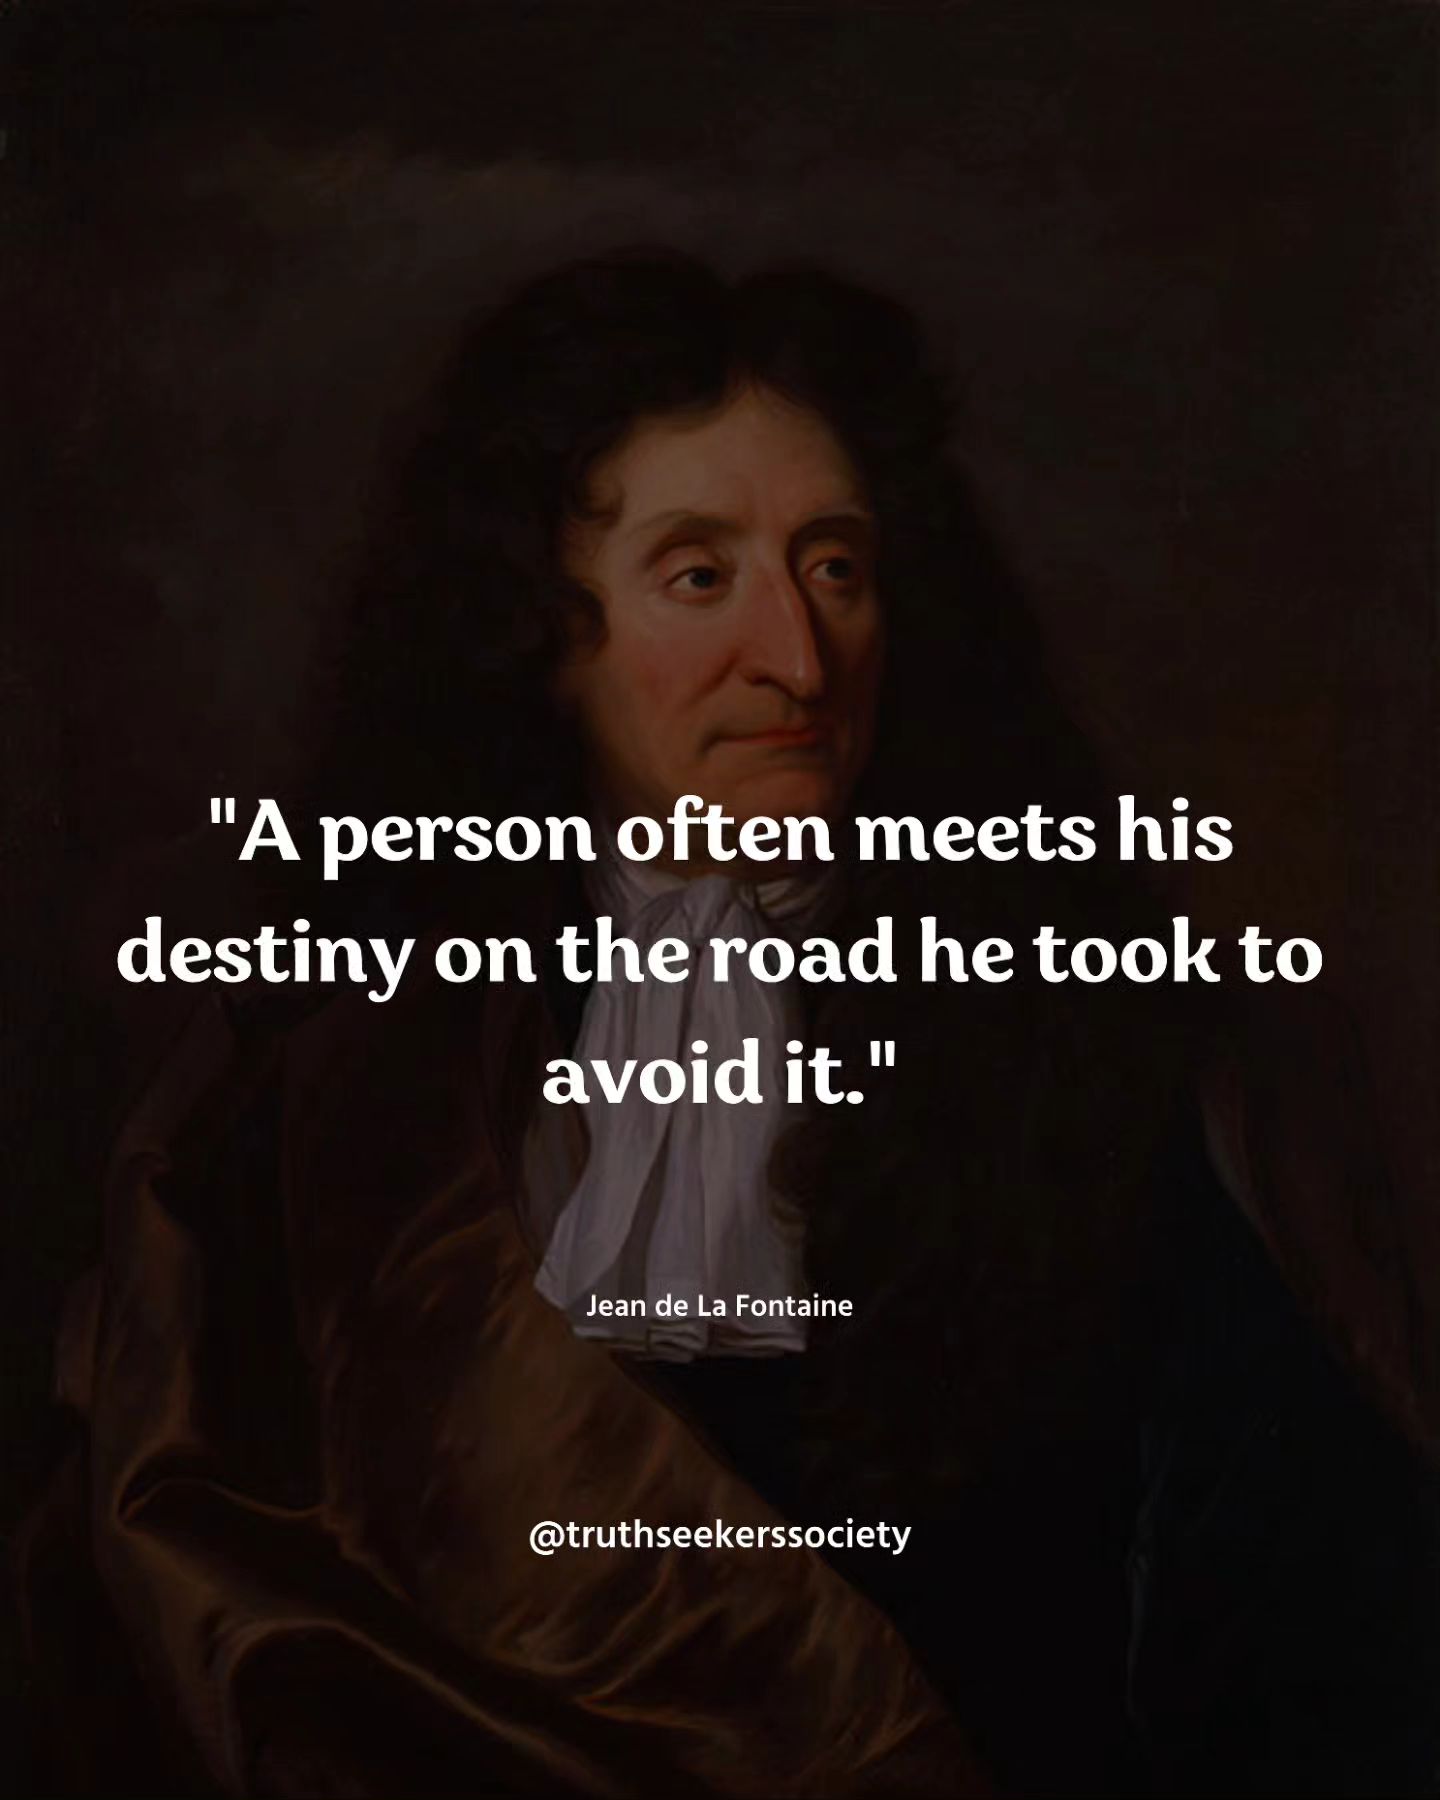 "A person often meets his
destiny on the road he took to
avoid it."
Jean de La Fontaine
@truthseekerssociety